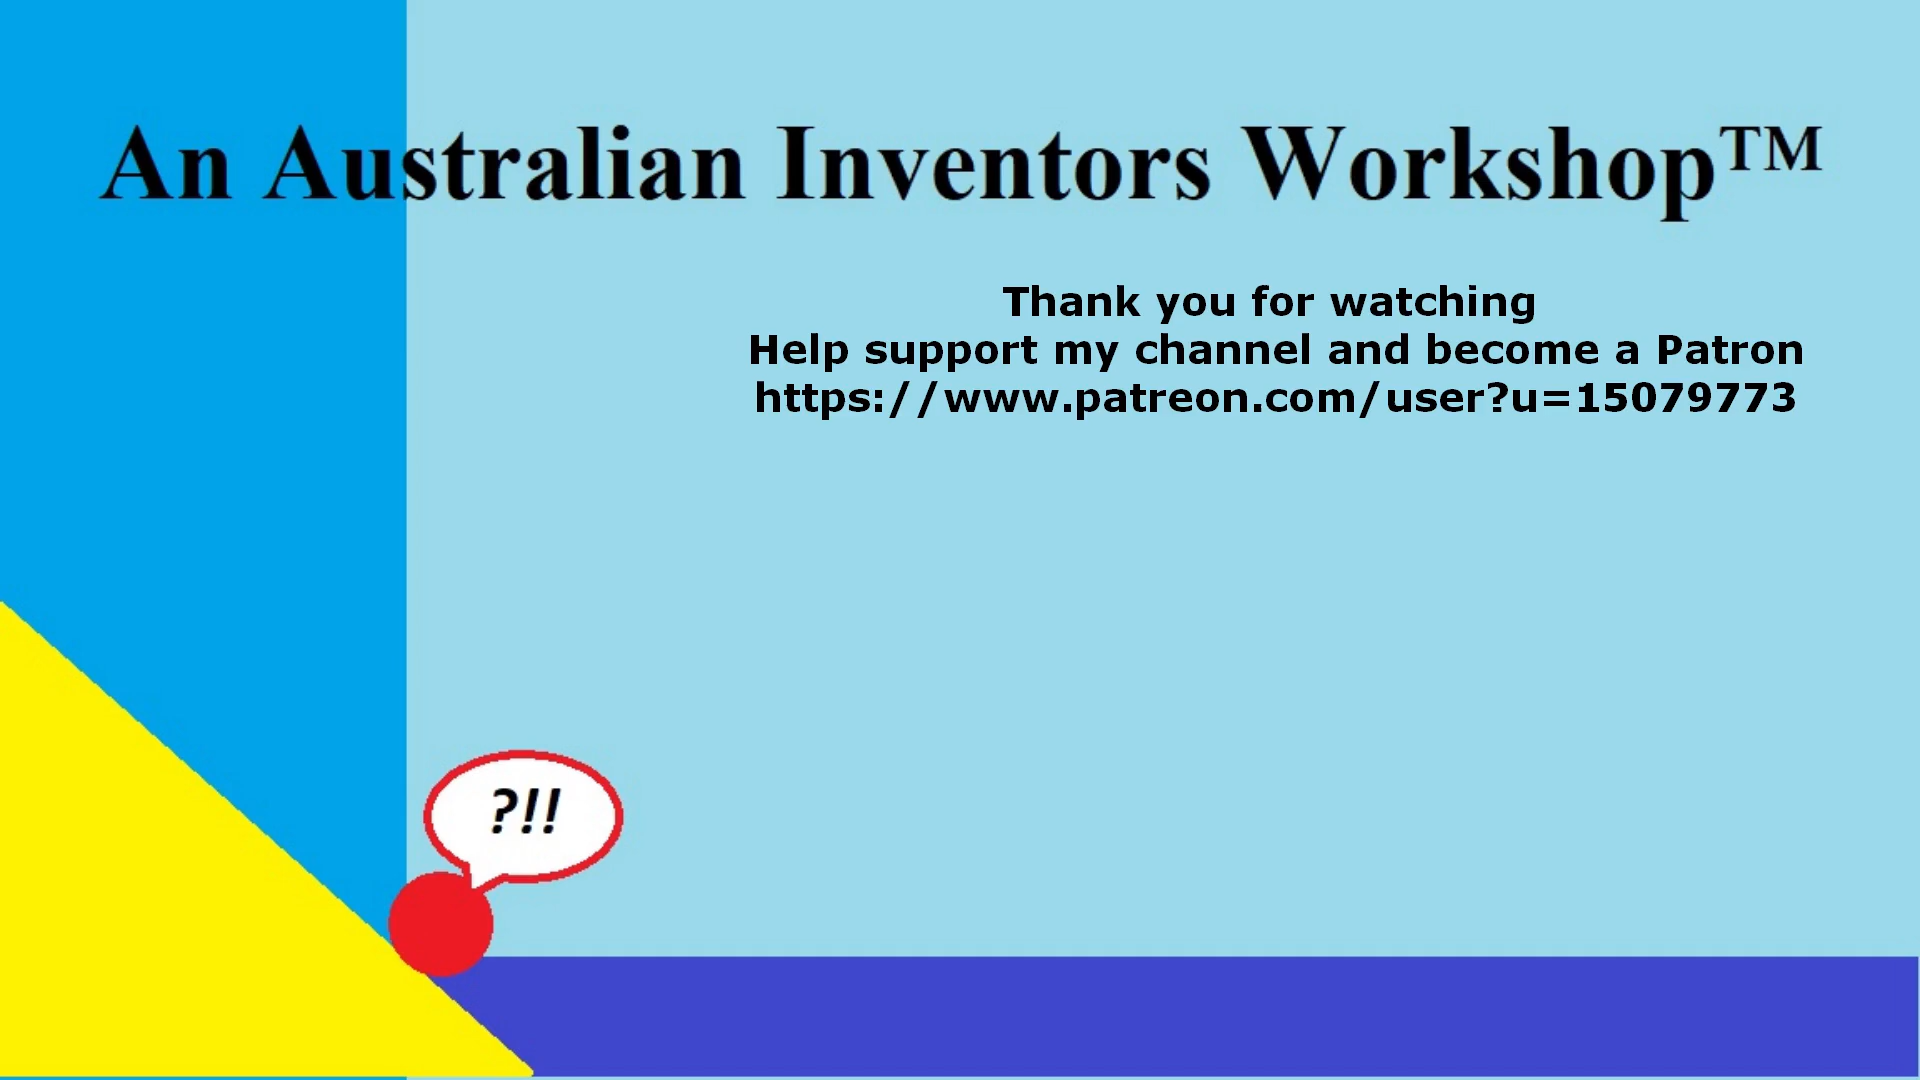 An Australian Inventors Workshop™
Thank you for watching
Help support my channel and become a Patron
https://www.patreon.com/user?u=15079773
?!!